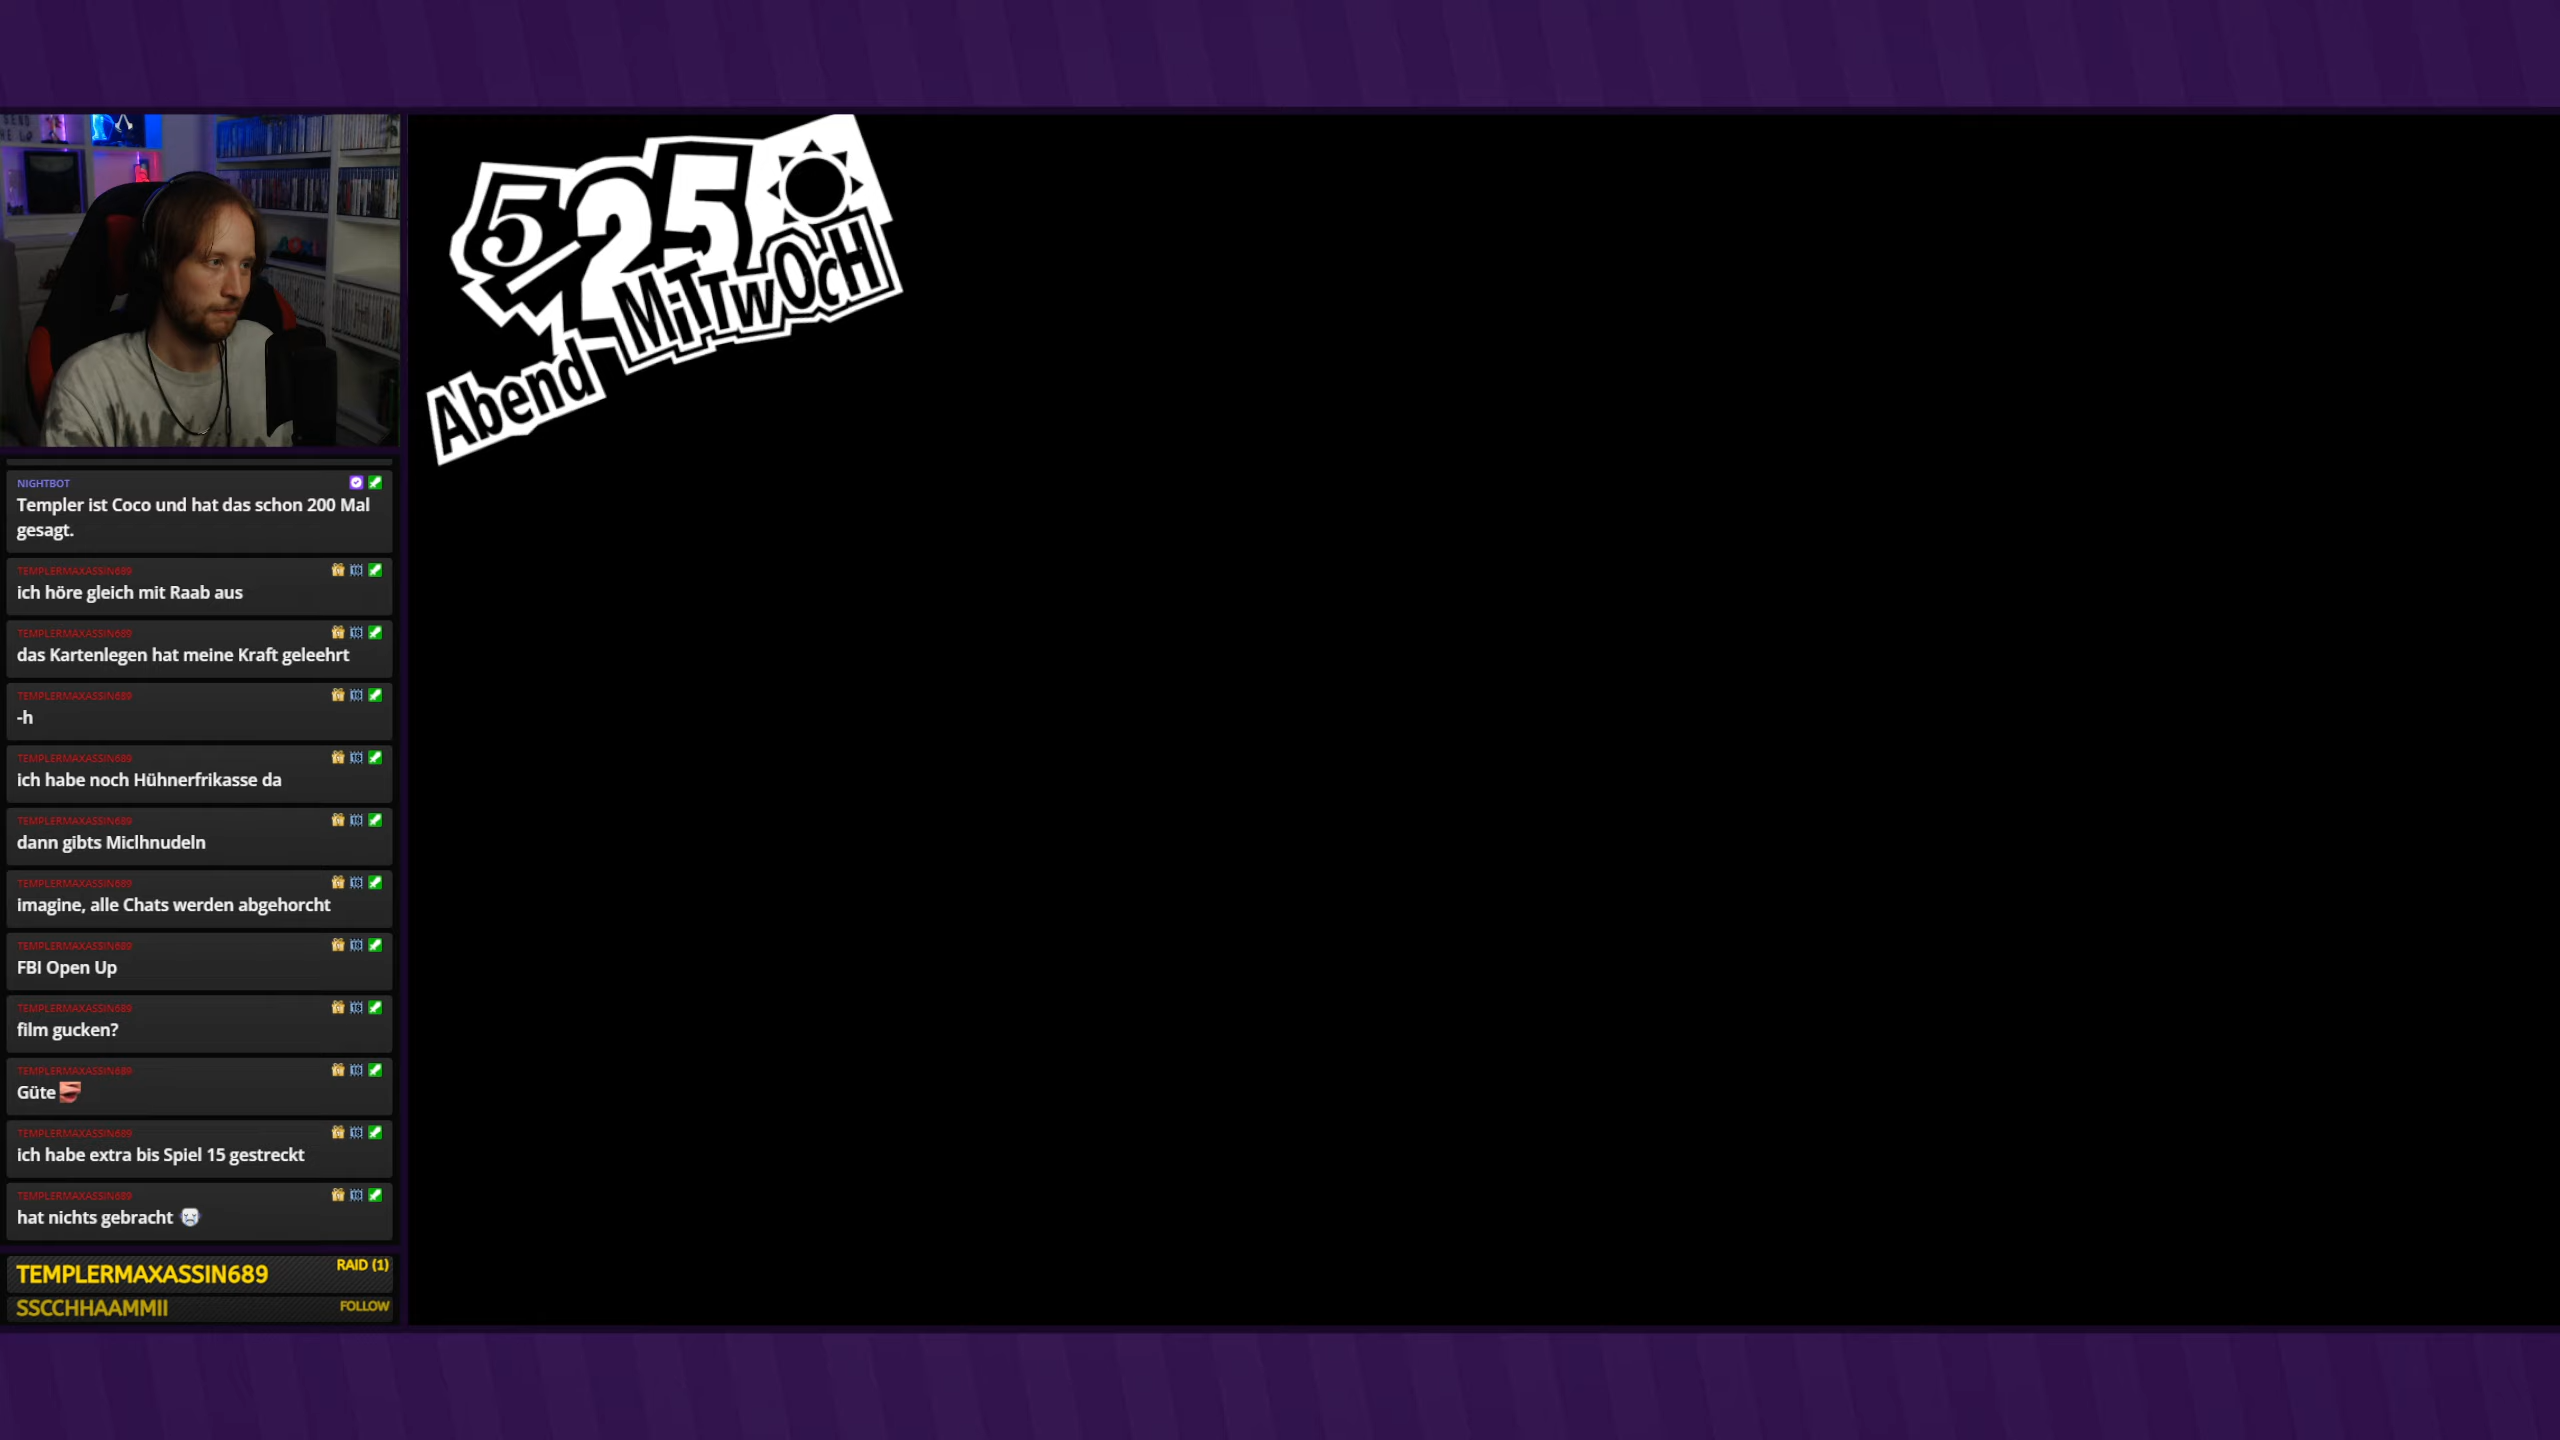 5/25
MiTTwOcH
Abend
NIGHTBOT
Templer ist Coco und hat das schon 200 Mal
gesagt.
TEMPLERMAXASSIN689
ich höre gleich mit Raab aus
TEMPLERMAXASSIN689
das Kartenlegen hat meine Kraft geleehrt
TEMPLERMAXASSIN689
-h
TEMPLERMAXASSIN689
ich habe noch Hühnerfrikasse da
TEMPLERMAXASSIN689
dann gibts Miclhnudeln
TEMPLERMAXASSIN689
imagine, alle Chats werden abgehorcht
TEMPLERMAXASSIN689
FBI Open Up
TEMPLERMAXASSIN689
film gucken?
TEMPLERMAXASSIN689
Güte
TEMPLERMAXASSIN689
ich habe extra bis Spiel 15 gestreckt
TEMPLERMAXASSIN689
hat nichts gebracht
TEMPLERMAXASSIN689 RAID (1)
SSCCHHAAMMII FOLLOW